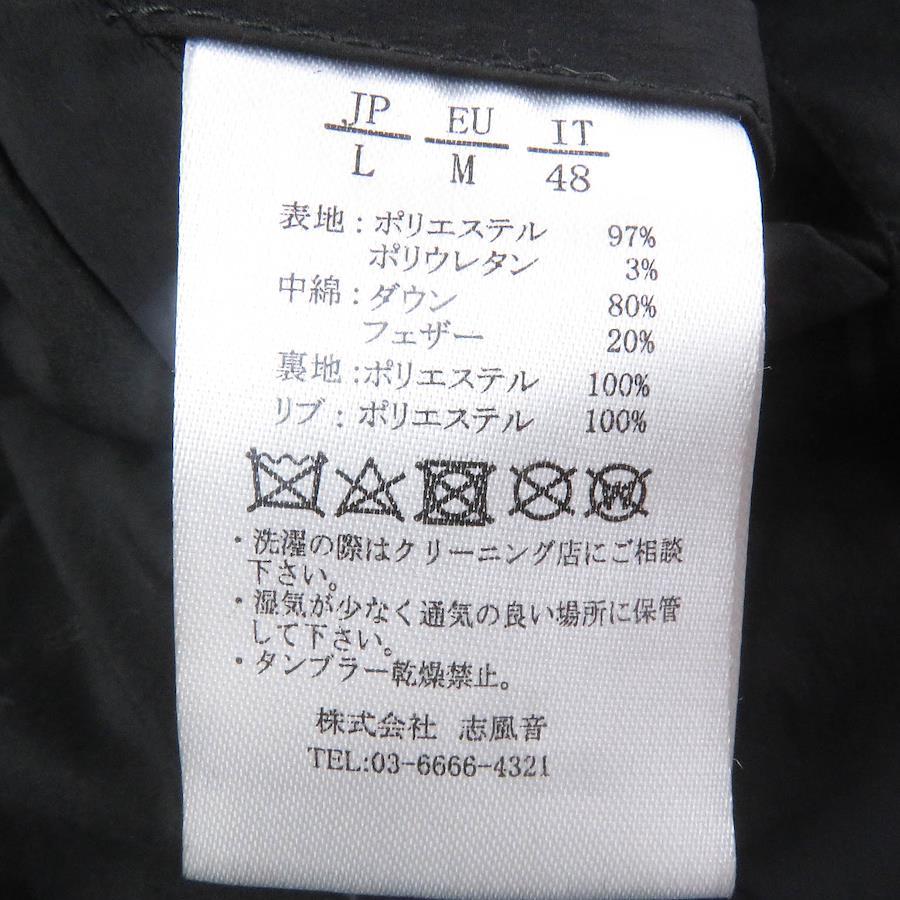 JP EU IT
L M 48
表地：ポリエステル 97%
ポリウレタン 3%
中綿：ダウン 80%
フェザー 20%
裏地：ポリエステル 100%
リブ：ポリエステル 100%
・洗濯の際はクリーニング店にご相談
下さい。
・湿気が少なく通気の良い場所に保管
して下さい。
・タンブラー乾燥禁止。
株式会社 志風音
TEL:03-6666-4321